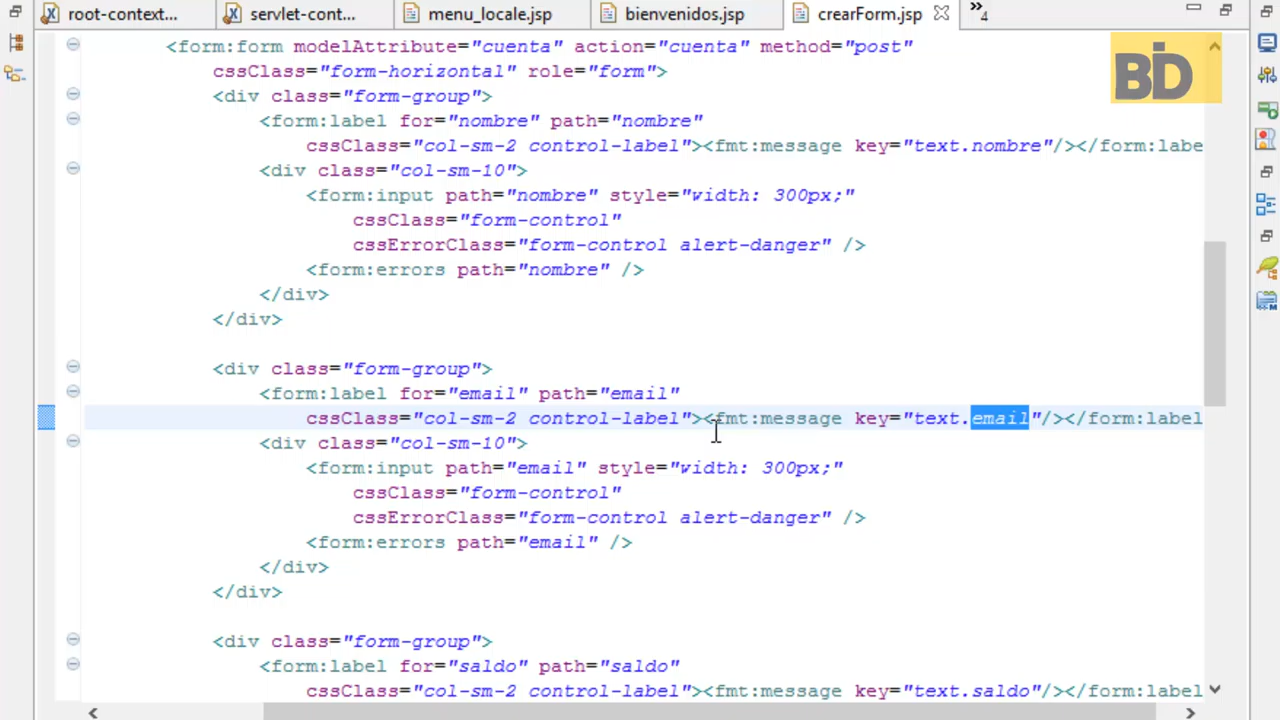 root-context...
servlet-cont...
menu_locale.jsp
bienvenidos.jsp
crearForm.jsp
»4
BD
<form:form modelAttribute="cuenta" action="cuenta" method="post"
cssClass="form-horizontal" role="form">
<div class="form-group">
<form:label for="nombre" path="nombre"
cssClass="col-sm-2 control-label"><fmt:message key="text.nombre"/></form:labe
<div class="col-sm-10">
<form:input path="nombre" style="width: 300px;"
cssClass="form-control"
cssErrorClass="form-control alert-danger" />
<form:errors path="nombre" />
</div>
</div>
<div class="form-group">
<form:label for="email" path="email"
cssClass="col-sm-2 control-label"><fmt:message key="text.email"/></form:label
<div class="col-sm-10">
<form:input path="email" style="width: 300px;"
cssClass="form-control"
cssErrorClass="form-control alert-danger" />
<form:errors path="email" />
</div>
</div>
<div class="form-group">
<form:label for="saldo" path="saldo"
cssClass="col-sm-2 control-label"><fmt:message key="text.saldo"/></form:label